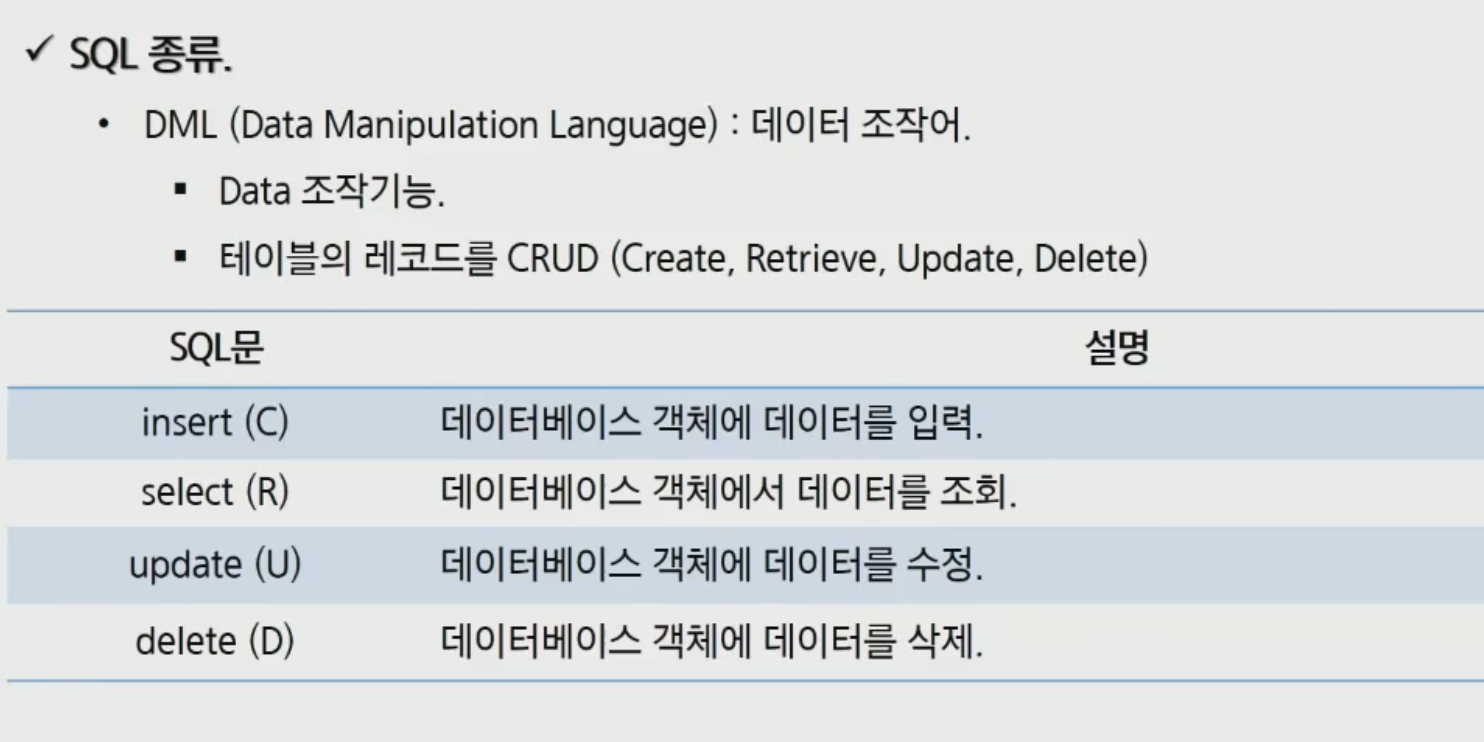 ✓ SQL 종류.
• DML (Data Manipulation Language) : 데이터 조작어.
▪ Data 조작기능.
▪ 테이블의 레코드를 CRUD (Create, Retrieve, Update, Delete)
SQL문 설명
insert (C) 데이터베이스 객체에 데이터를 입력.
select (R) 데이터베이스 객체에서 데이터를 조회.
update (U) 데이터베이스 객체에 데이터를 수정.
delete (D) 데이터베이스 객체에 데이터를 삭제.